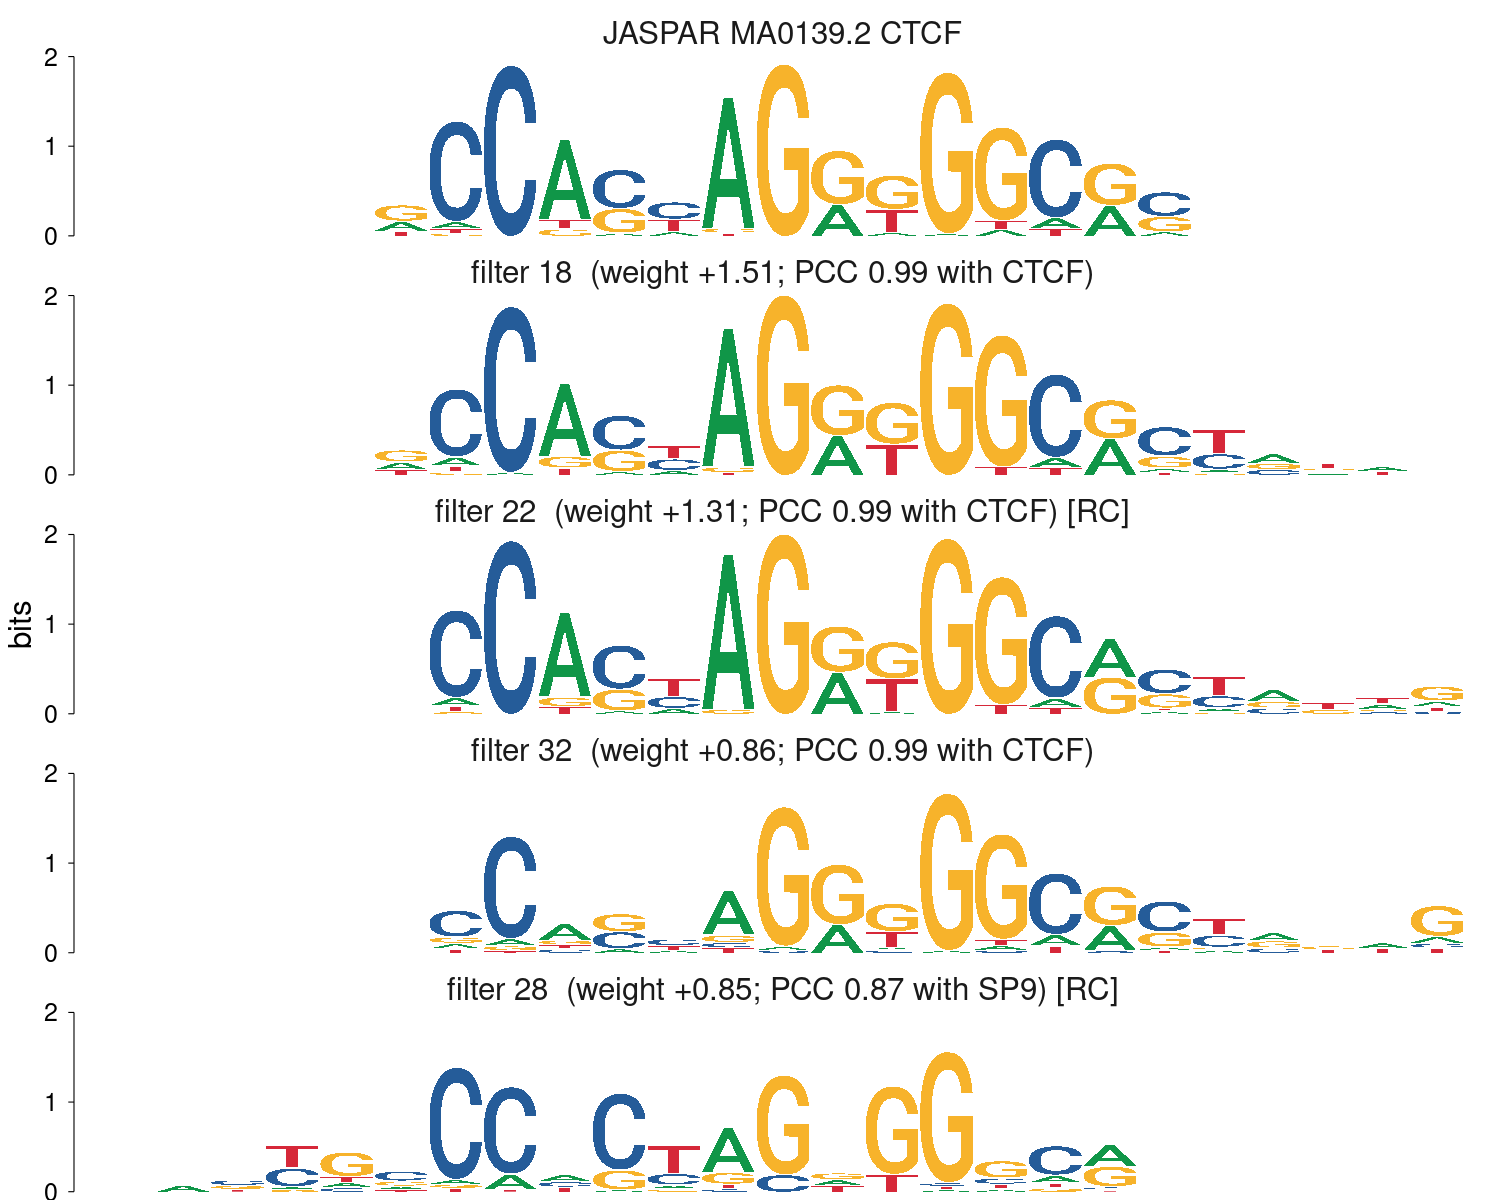 JASPAR MA0139.2 CTCF
2
1
0
filter 18 (weight +1.51; PCC 0.99 with CTCF)
2
1
0
filter 22 (weight +1.31; PCC 0.99 with CTCF) [RC]
2
1
0
bits
filter 32 (weight +0.86; PCC 0.99 with CTCF)
2
1
0
filter 28 (weight +0.85; PCC 0.87 with SP9) [RC]
2
1
0